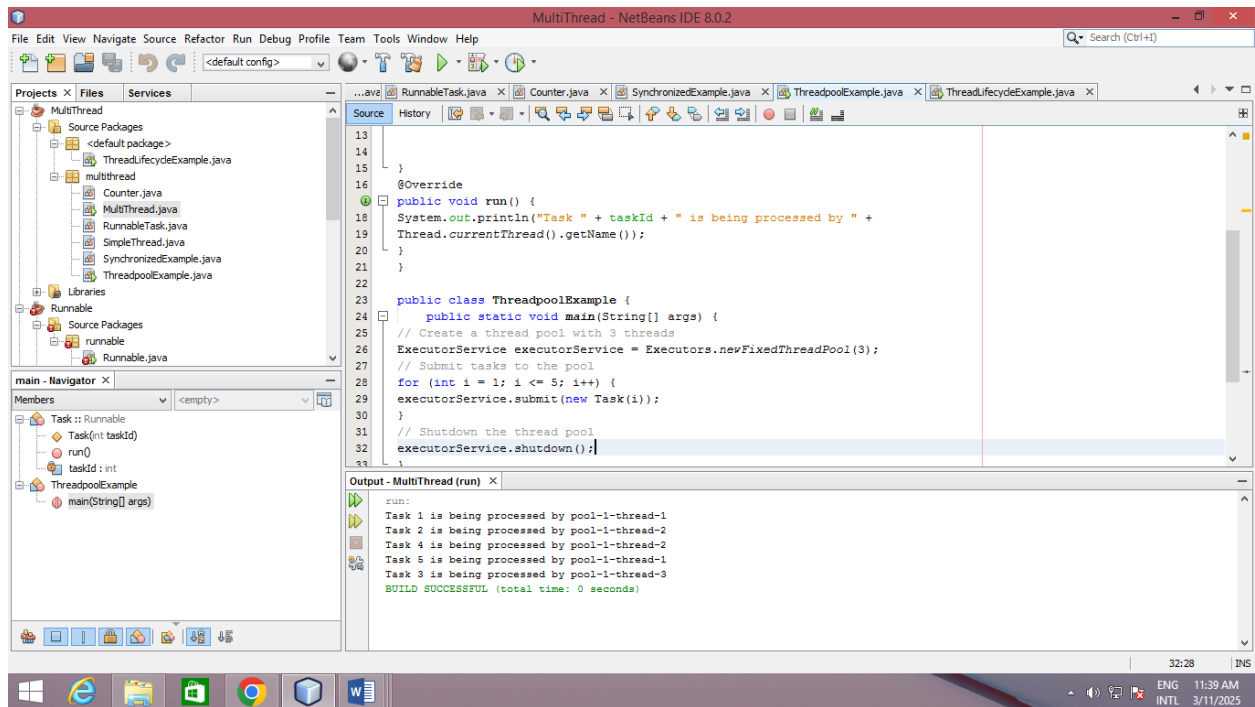 MultiThread - NetBeans IDE 8.0.2
File Edit View Navigate Source Refactor Run Debug Profile Team Tools Window Help
Search (Ctrl+I)
<default config>
Projects Files Services
MultiThread
Source Packages
<default package>
ThreadLifecycleExample.java
multithread
Counter.java
MultiThread.java
RunnableTask.java
SimpleThread.java
SynchronizedExample.java
ThreadpoolExample.java
Libraries
Runnable
Source Packages
runnable
Runnable.java
main - Navigator
Members <empty>
Task :: Runnable
Task(int taskId)
run()
taskId : int
ThreadpoolExample
main(String[] args)
...ava RunnableTask.java Counter.java SynchronizedExample.java ThreadpoolExample.java ThreadLifecycleExample.java
Source History
13
14
15 }
16 @Override
public void run() {
18 System.out.println("Task " + taskId + " is being processed by " +
19 Thread.currentThread().getName());
20 }
21 }
22
23 public class ThreadpoolExample {
24 public static void main(String[] args) {
25 // Create a thread pool with 3 threads
26 ExecutorService executorService = Executors.newFixedThreadPool(3);
27 // Submit tasks to the pool
28 for (int i = 1; i <= 5; i++) {
29 executorService.submit(new Task(i));
30 }
31 // Shutdown the thread pool
32 executorService.shutdown();
33 }
Output - MultiThread (run)
run:
Task 1 is being processed by pool-1-thread-1
Task 2 is being processed by pool-1-thread-2
Task 4 is being processed by pool-1-thread-2
Task 5 is being processed by pool-1-thread-1
Task 3 is being processed by pool-1-thread-3
BUILD SUCCESSFUL (total time: 0 seconds)
32:28 INS
ENG 11:39 AM
INTL 3/11/2025